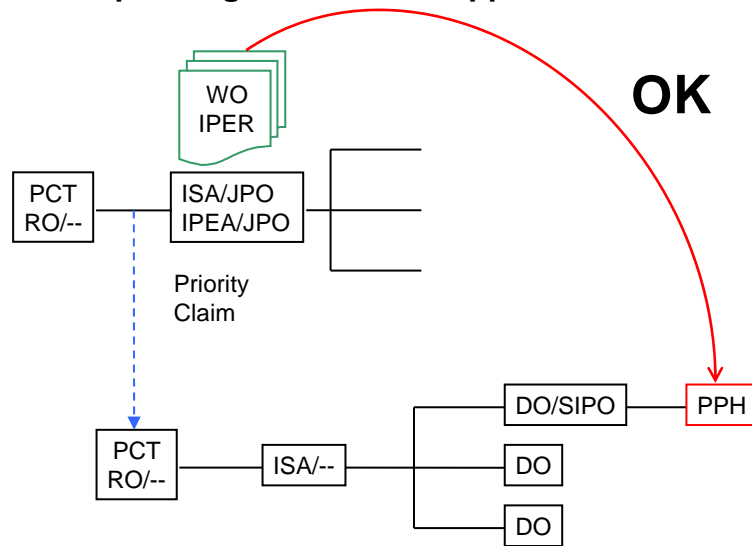 OK
WO
IPER
PCT
RO/--
ISA/JPO
IPEA/JPO
Priority
Claim
DO/SIPO
PPH
PCT
RO/--
ISA/--
DO
DO